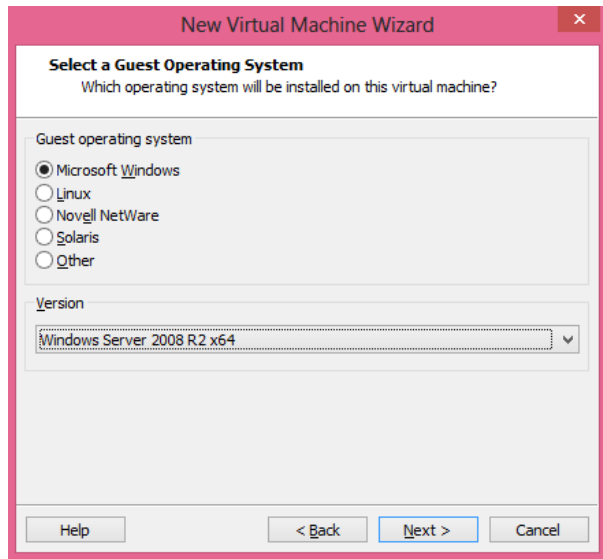 New Virtual Machine Wizard
Select a Guest Operating System
Which operating system will be installed on this virtual machine?
Guest operating system
Microsoft Windows
Linux
Novell NetWare
Solaris
Other
Version
Windows Server 2008 R2 x64
Help < Back Next > Cancel